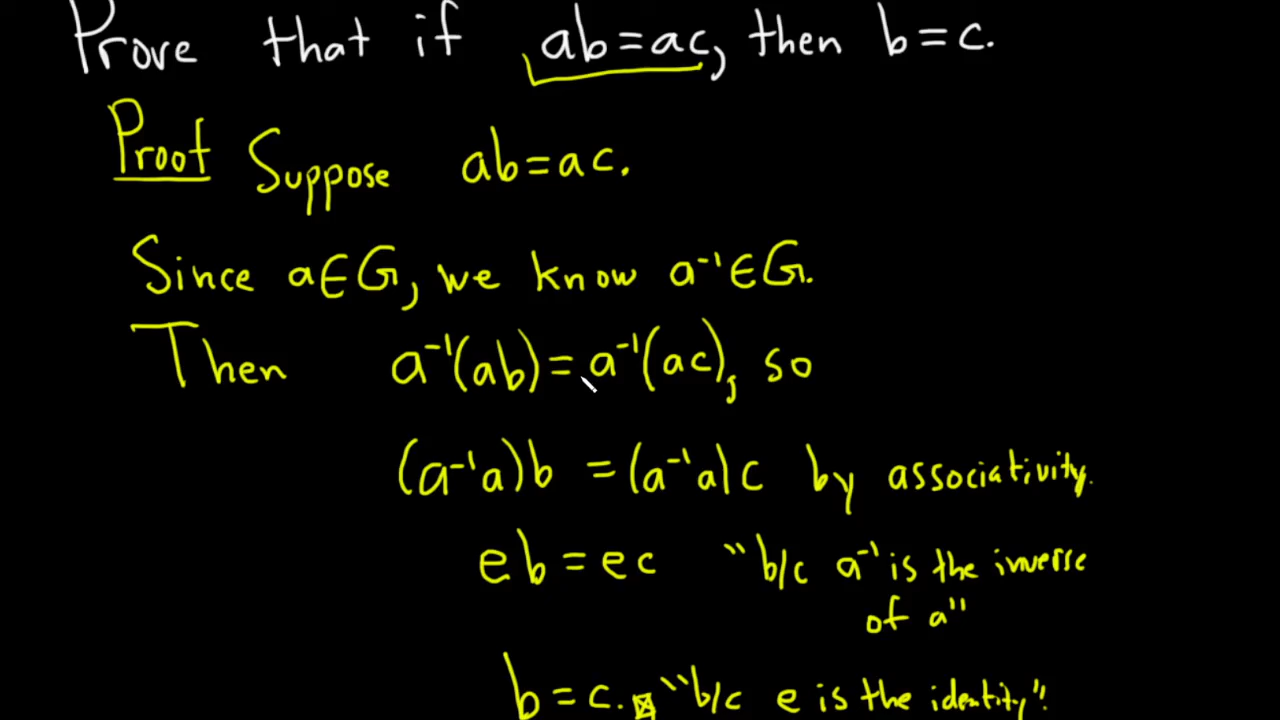 Prove that if ab=ac, then b=c.
Proof Suppose ab=ac.
Since a∈G, we know a⁻¹∈G.
Then a⁻¹(ab)=a⁻¹(ac), so
(a⁻¹a)b =(a⁻¹a)c by associativity.
eb=ec "b/c a⁻¹ is the inverse
of a"
b=c. "b/c e is the identity".